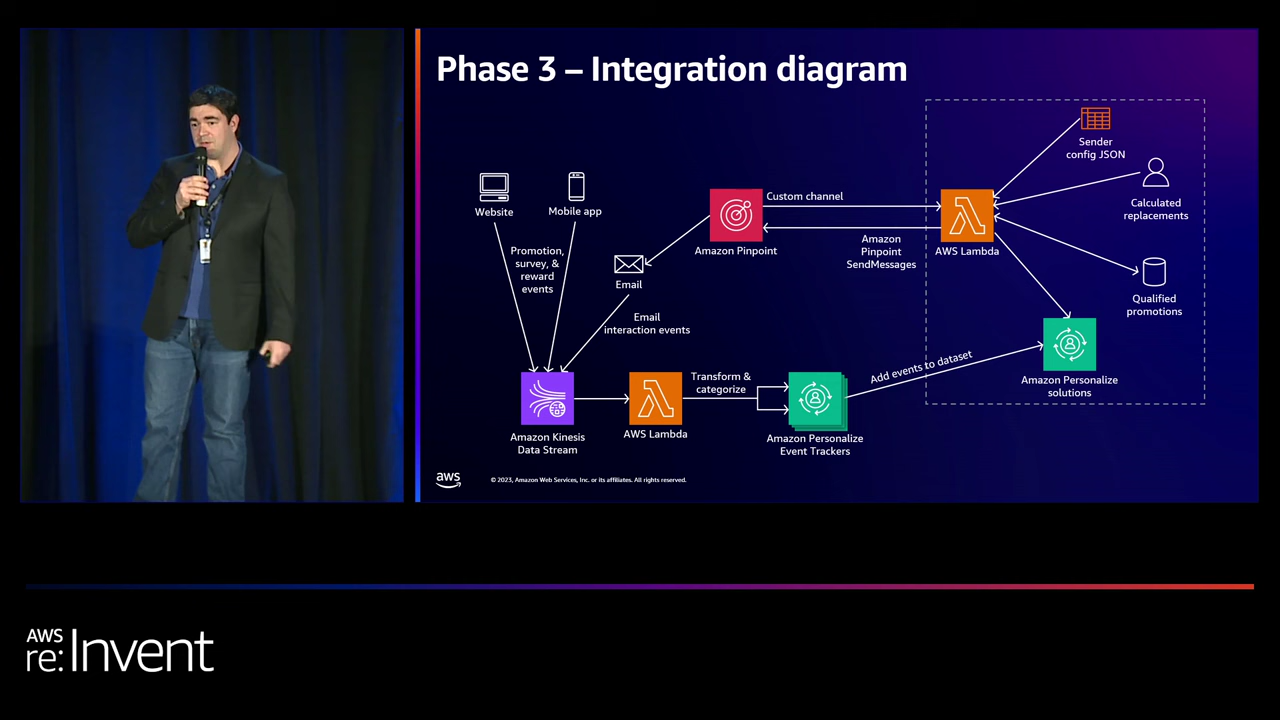 Phase 3 – Integration diagram
Sender
config JSON
Website
Mobile app
Custom channel
Calculated
replacements
Promotion,
survey, &
reward
events
Amazon Pinpoint
Amazon
Pinpoint
SendMessages
AWS Lambda
Email
Qualified
promotions
Email
interaction events
Transform &
categorize
Add events to dataset
Amazon Personalize
solutions
Amazon Kinesis
Data Stream
AWS Lambda
Amazon Personalize
Event Trackers
aws
© 2023, Amazon Web Services, Inc. or its affiliates. All rights reserved.
AWS
re:Invent